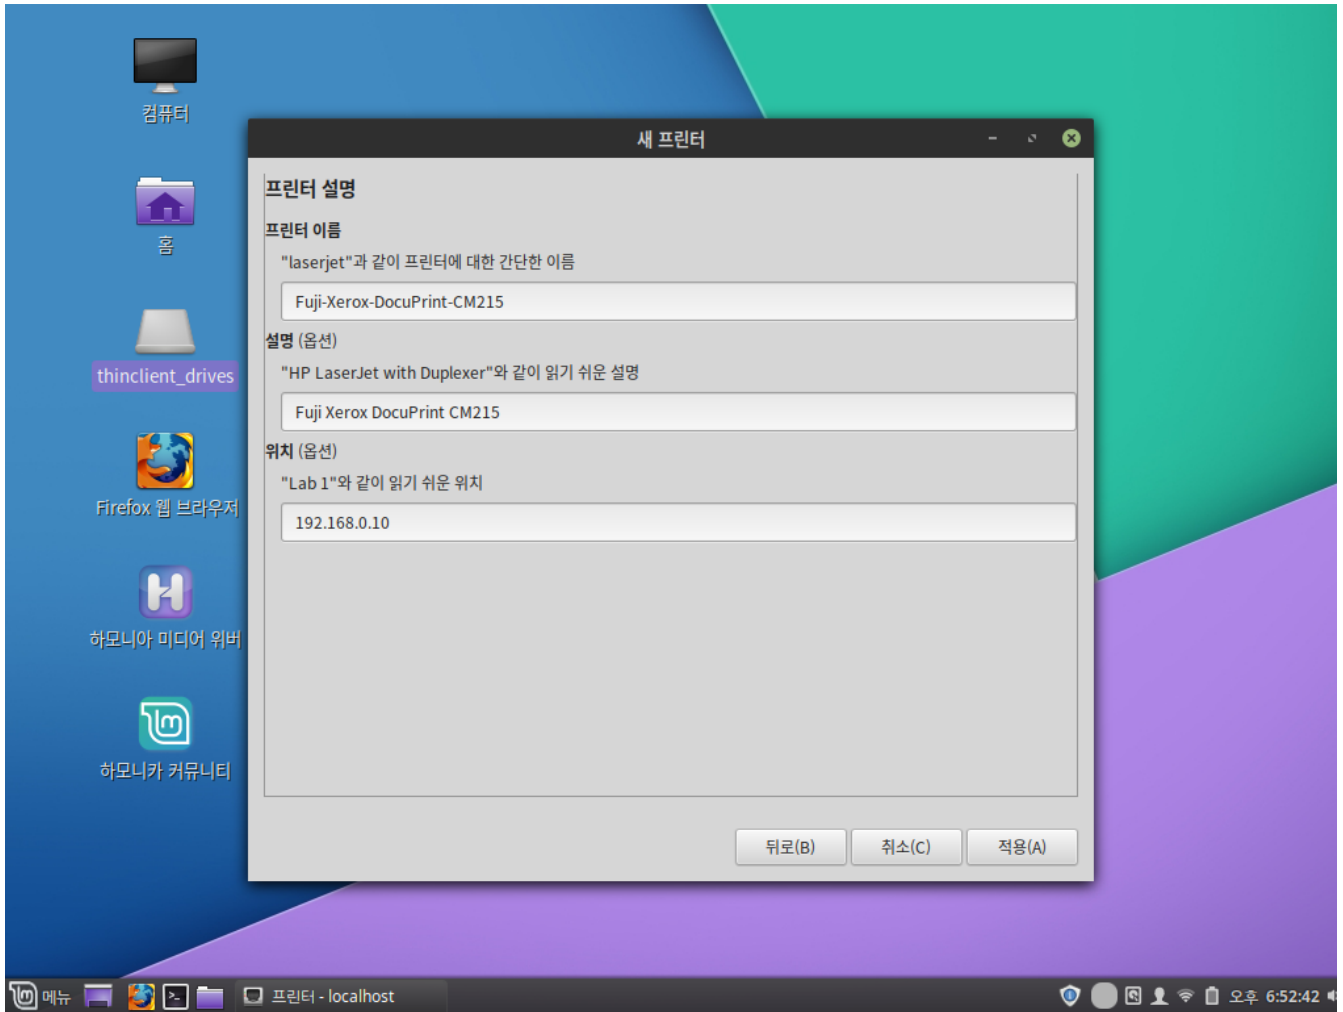 컴퓨터
홈
thinclient_drives
Firefox 웹 브라우저
하모니아 미디어 위버
하모니카 커뮤니티
새 프린터
프린터 설명
프린터 이름
"laserjet"과 같이 프린터에 대한 간단한 이름
Fuji-Xerox-DocuPrint-CM215
설명 (옵션)
"HP LaserJet with Duplexer"와 같이 읽기 쉬운 설명
Fuji Xerox DocuPrint CM215
위치 (옵션)
"Lab 1"와 같이 읽기 쉬운 위치
192.168.0.10
뒤로(B) 취소(C) 적용(A)
메뉴 프린터 - localhost 오후 6:52:42